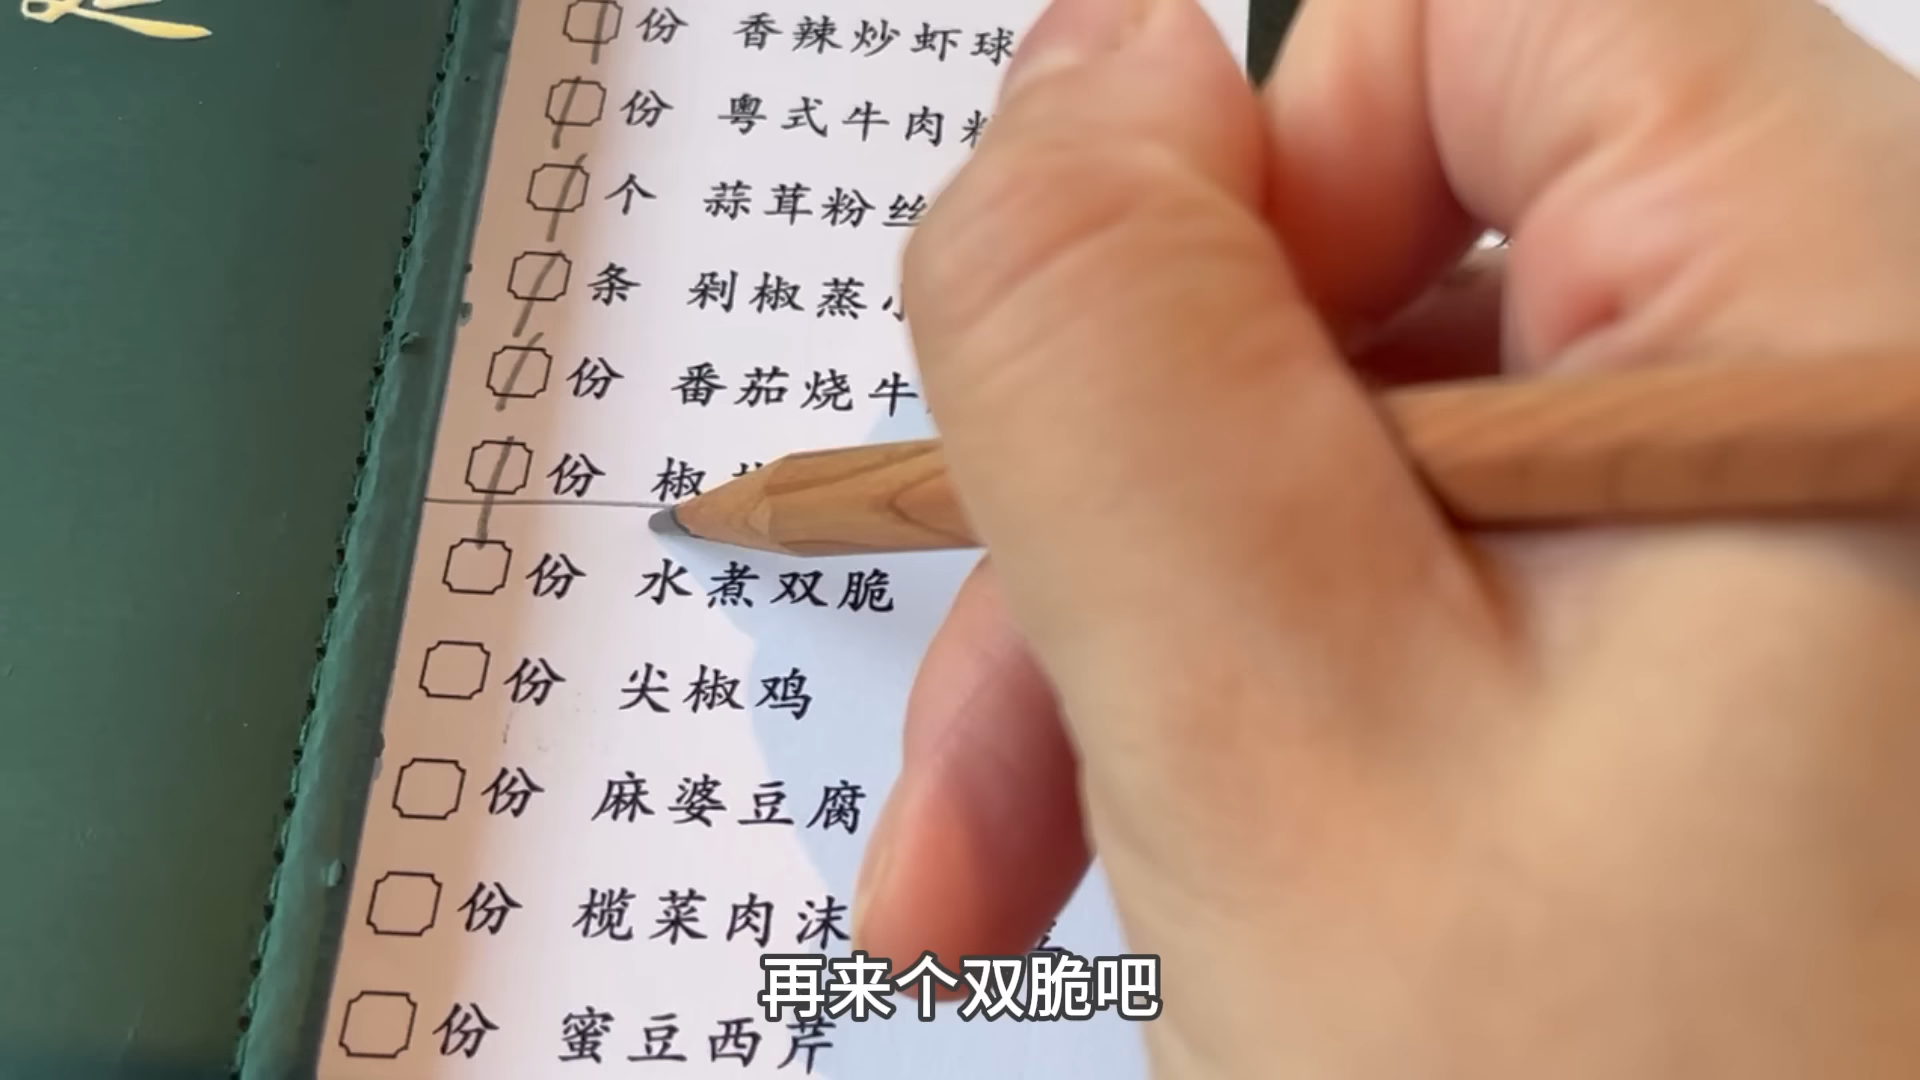 份 香辣炒虾球
份 粤式牛肉
个 蒜茸粉丝
条 剁椒蒸
份 番茄烧牛
份 椒
份 水煮双脆
份 尖椒鸡
份 麻婆豆腐
份 榄菜肉沫
份 蜜豆西芹
再来个双脆吧